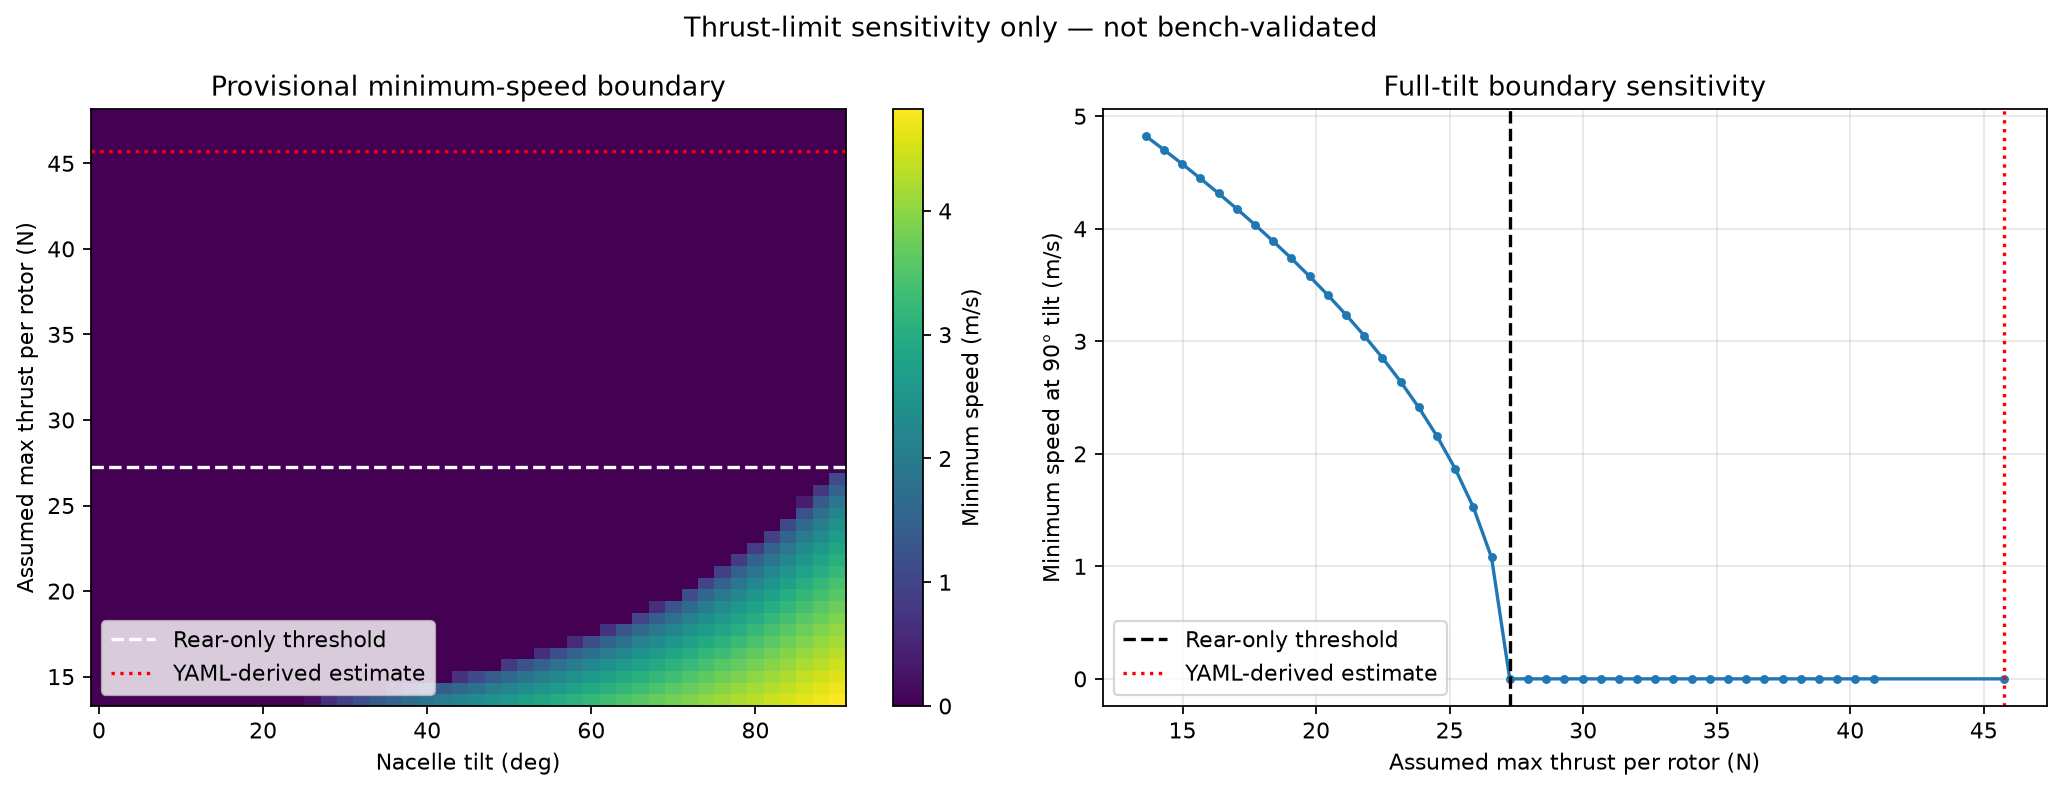 Thrust-limit sensitivity only — not bench-validated
Provisional minimum-speed boundary
Assumed max thrust per rotor (N)
45
40
35
30
25
20
15
Rear-only threshold
YAML-derived estimate
0 20 40 60 80
Nacelle tilt (deg)
4
3
2
1
0
Minimum speed (m/s)
Full-tilt boundary sensitivity
Minimum speed at 90° tilt (m/s)
5
4
3
2
1
0
Rear-only threshold
YAML-derived estimate
15 20 25 30 35 40 45
Assumed max thrust per rotor (N)